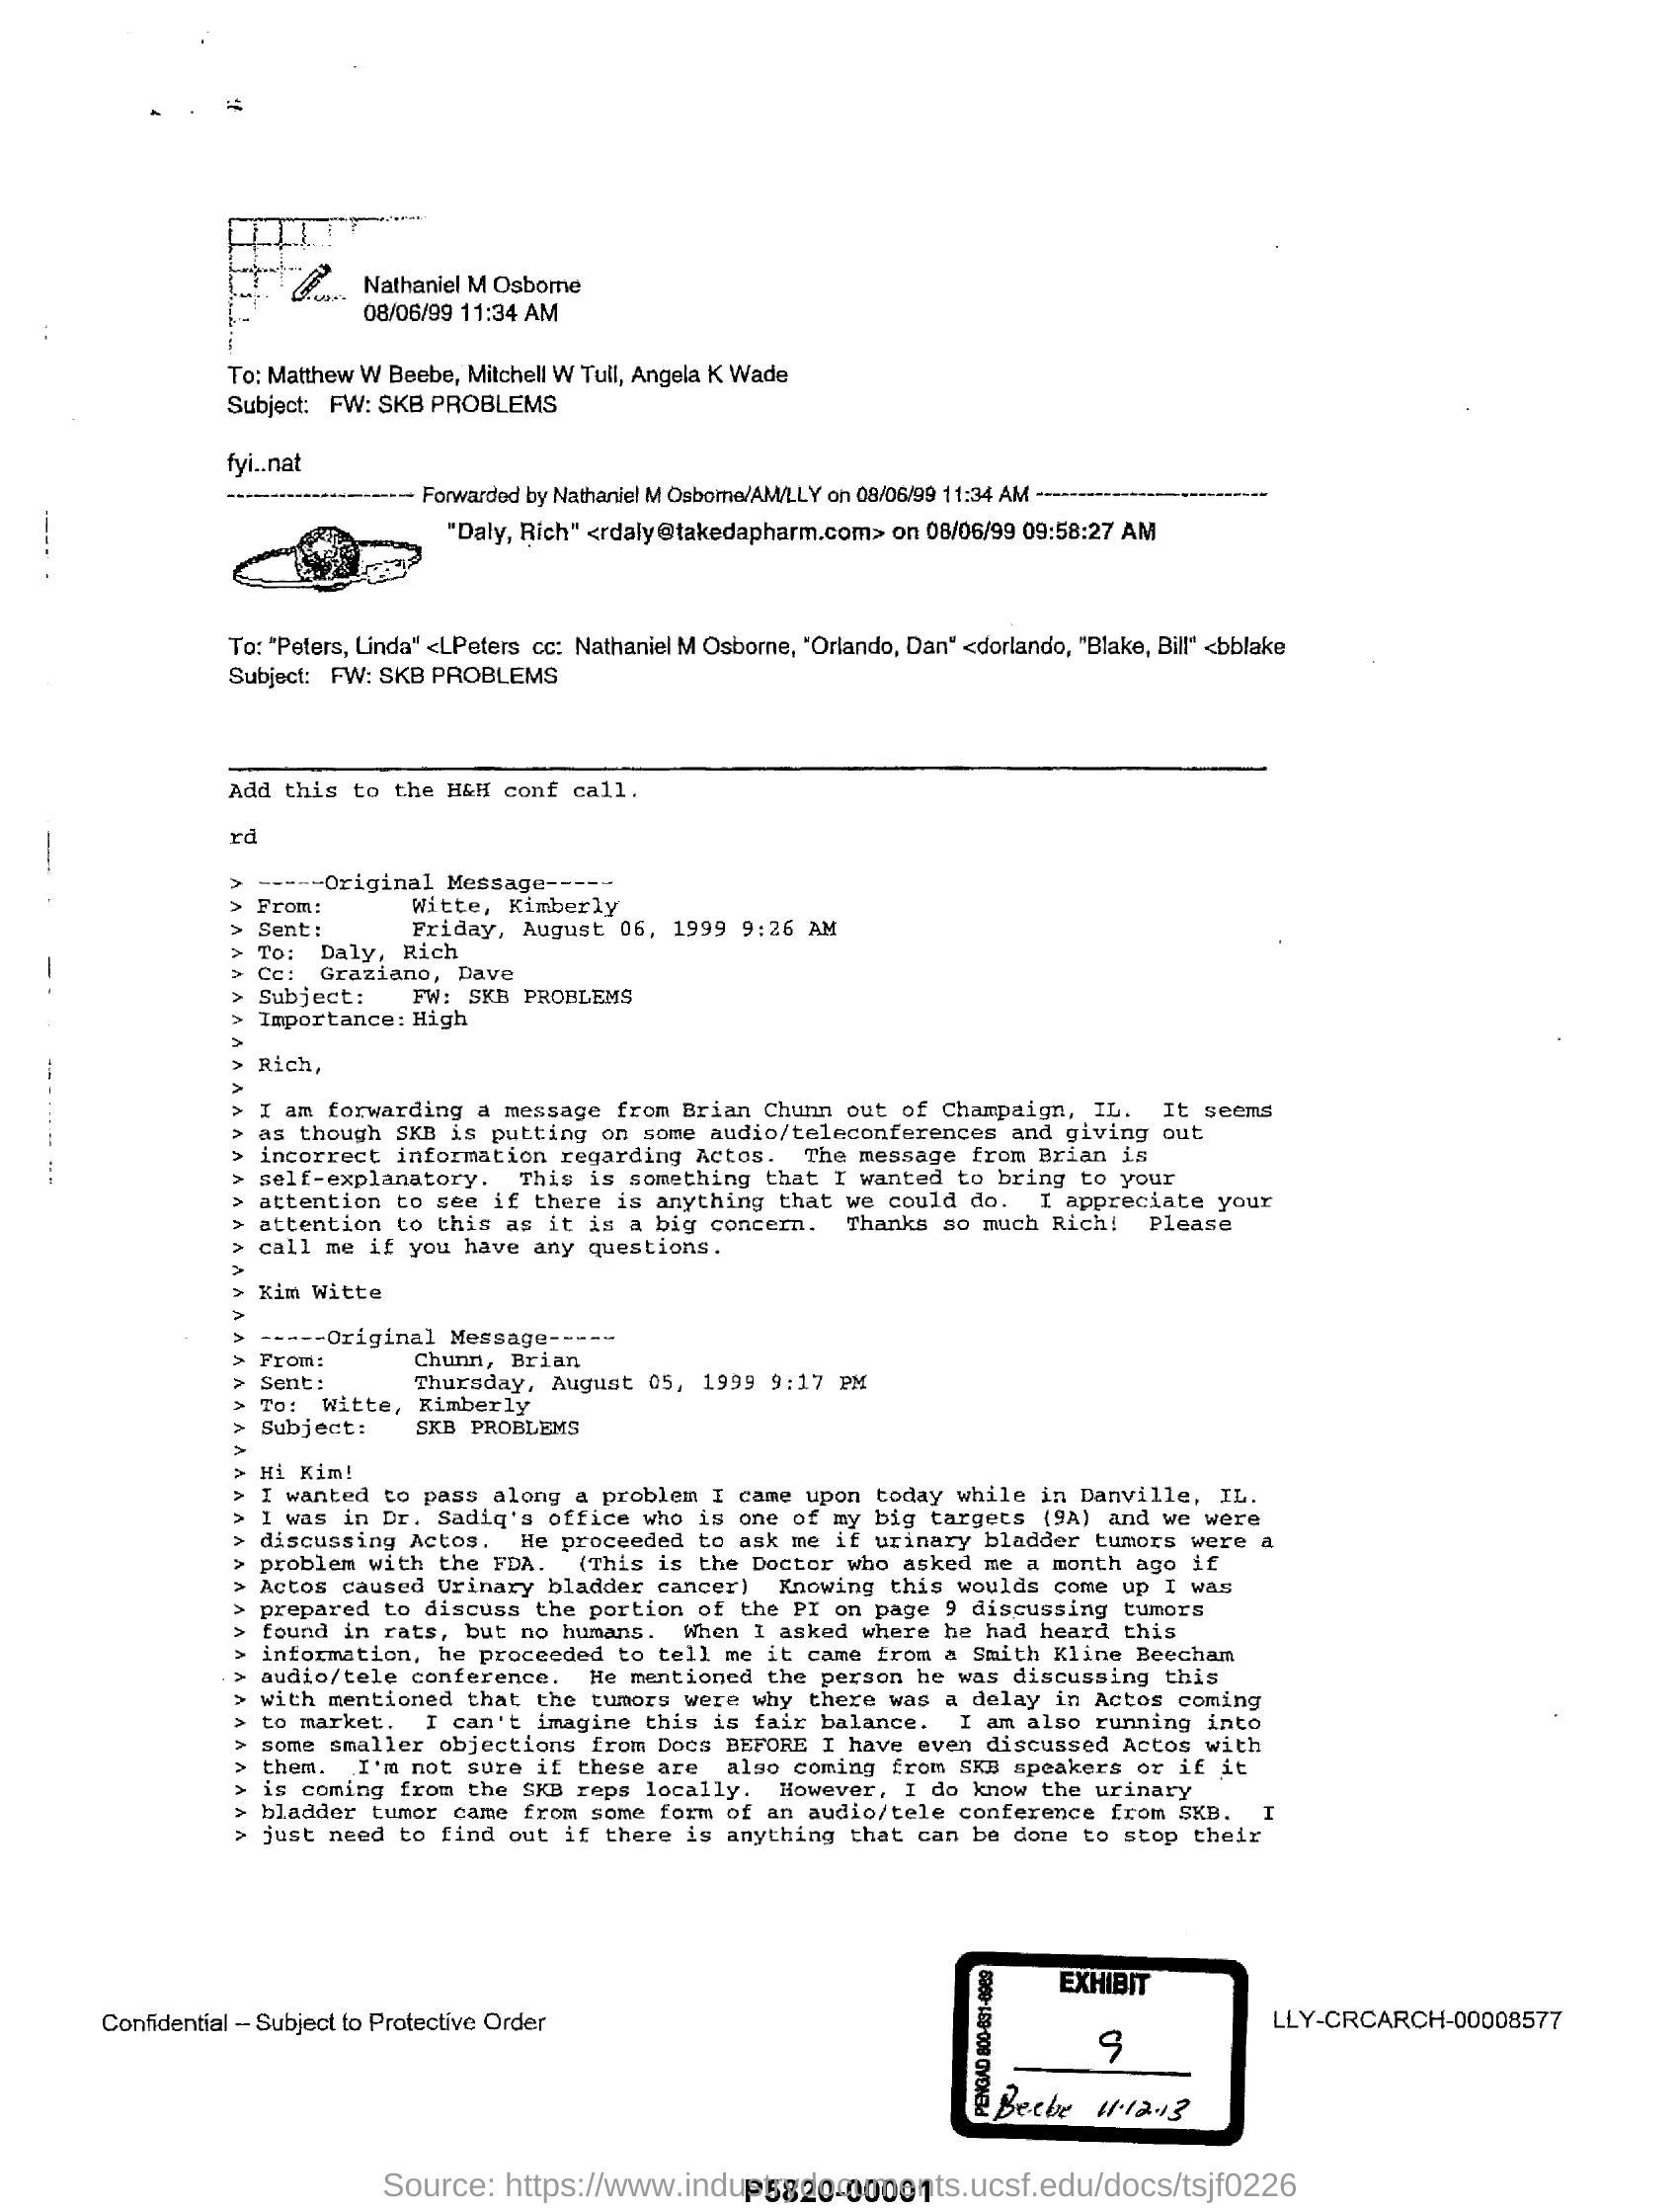 Nathaniel M Osborne
08/06/99 11:34 AM
To: Matthew W Beebe, Mitchell W Tull, Angela K Wade
Subject: FW: SKB PROBLEMS
fyi..nat
---------------------- Forwarded by Nathaniel M Osborne/AM/LLY on 08/06/99 11:34 AM ---------------------------
"Daly, Rich" <rdaly@takedapharm.com> on 08/06/99 09:58:27 AM
To: "Peters, Linda" <LPeters cc: Nathaniel M Osborne, "Orlando, Dan" <dorlando, "Blake, Bill" <bblake
Subject: FW: SKB PROBLEMS
Add this to the H&H conf call.
rd
> -----Original Message-----
> From: Witte, Kimberly
> Sent: Friday, August 06, 1999 9:26 AM
> To: Daly, Rich
> Cc: Graziano, Dave
> Subject: FW: SKB PROBLEMS
> Importance: High
>
> Rich,
>
> I am forwarding a message from Brian Chunn out of Champaign, IL. It seems
> as though SKB is putting on some audio/teleconferences and giving out
> incorrect information regarding Actos. The message from Brian is
> self-explanatory. This is something that I wanted to bring to your
> attention to see if there is anything that we could do. I appreciate your
> attention to this as it is a big concern. Thanks so much Rich! Please
> call me if you have any questions.
>
> Kim Witte
>
> -----Original Message-----
> From: Chunn, Brian
> Sent: Thursday, August 05, 1999 9:17 PM
> To: Witte, Kimberly
> Subject: SKB PROBLEMS
>
> Hi Kim!
> I wanted to pass along a problem I came upon today while in Danville, IL.
> I was in Dr. Sadiq's office who is one of my big targets (9A) and we were
> discussing Actos. He proceeded to ask me if urinary bladder tumors were a
> problem with the FDA. (This is the Doctor who asked me a month ago if
> Actos caused Urinary bladder cancer) Knowing this woulds come up I was
> prepared to discuss the portion of the PI on page 9 discussing tumors
> found in rats, but no humans. When I asked where he had heard this
> information, he proceeded to tell me it came from a Smith Kline Beecham
> audio/tele conference. He mentioned the person he was discussing this
> with mentioned that the tumors were why there was a delay in Actos coming
> to market. I can't imagine this is fair balance. I am also running into
> some smaller objections from Docs BEFORE I have even discussed Actos with
> them. I'm not sure if these are also coming from SKB speakers or if it
> is coming from the SKB reps locally. However, I do know the urinary
> bladder tumor came from some form of an audio/tele conference from SKB. I
> just need to find out if there is anything that can be done to stop their
Confidential – Subject to Protective Order
PENGAD 800-631-6989
EXHIBIT
9
Beebe 11.12.13
LLY-CRCARCH-00008577
Source: https://www.industrydocuments.ucsf.edu/docs/tsjf0226
P5820-00001